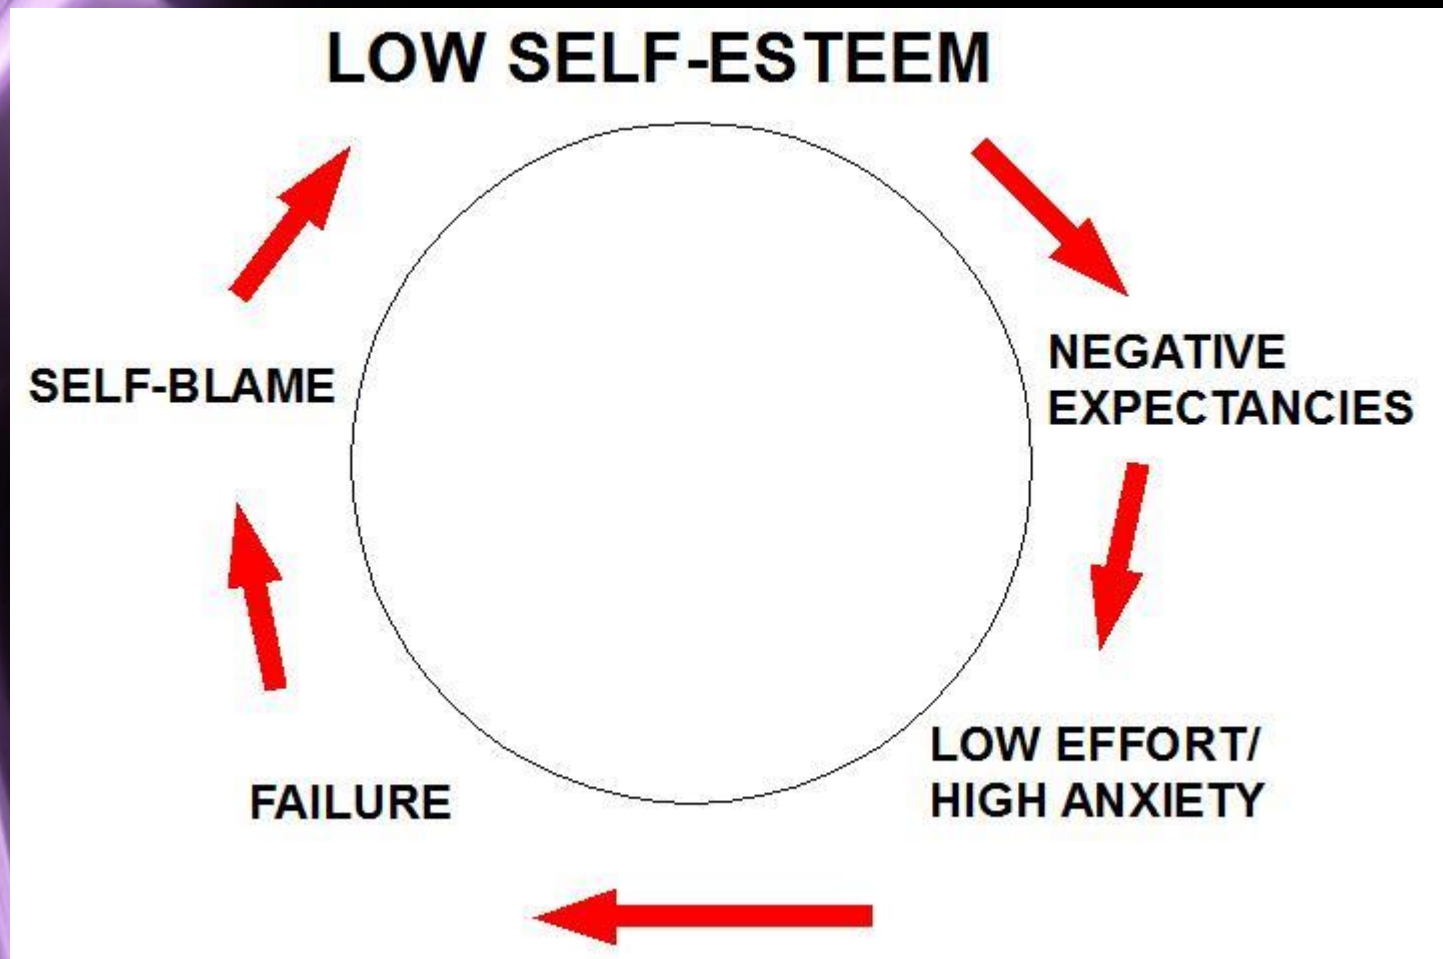 LOW SELF-ESTEEM
NEGATIVE
EXPECTANCIES
LOW EFFORT/
HIGH ANXIETY
FAILURE
SELF-BLAME